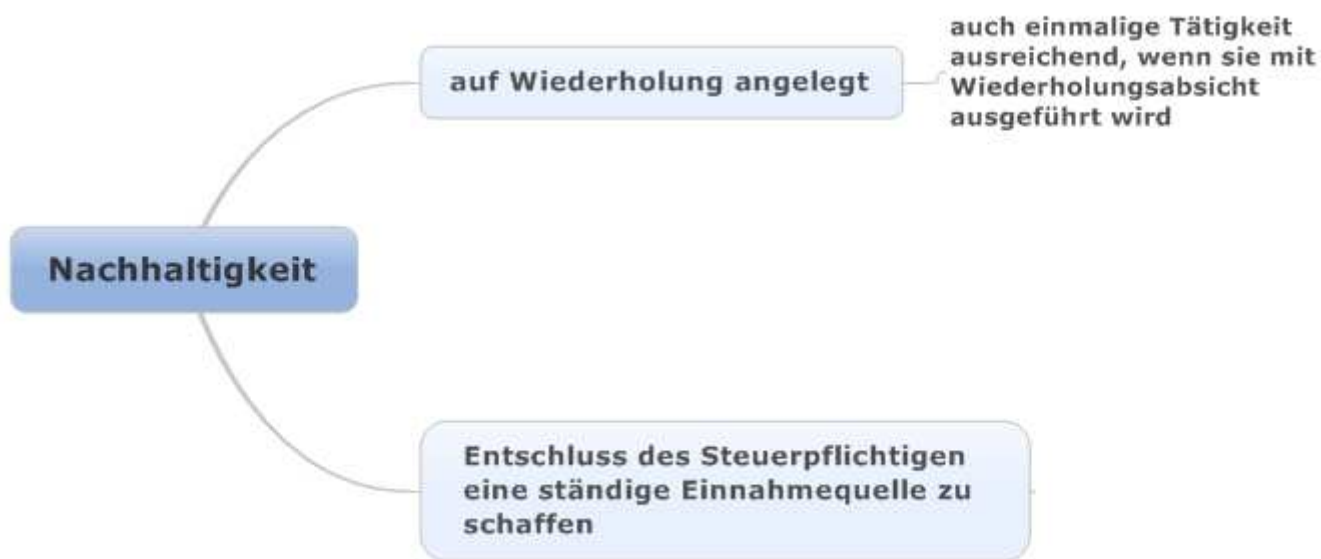 auch einmalige Tätigkeit
ausreichend, wenn sie mit
Wiederholungsabsicht
ausgeführt wird
auf Wiederholung angelegt
Nachhaltigkeit
Entschluss des Steuerpflichtigen
eine ständige Einnahmequelle zu
schaffen